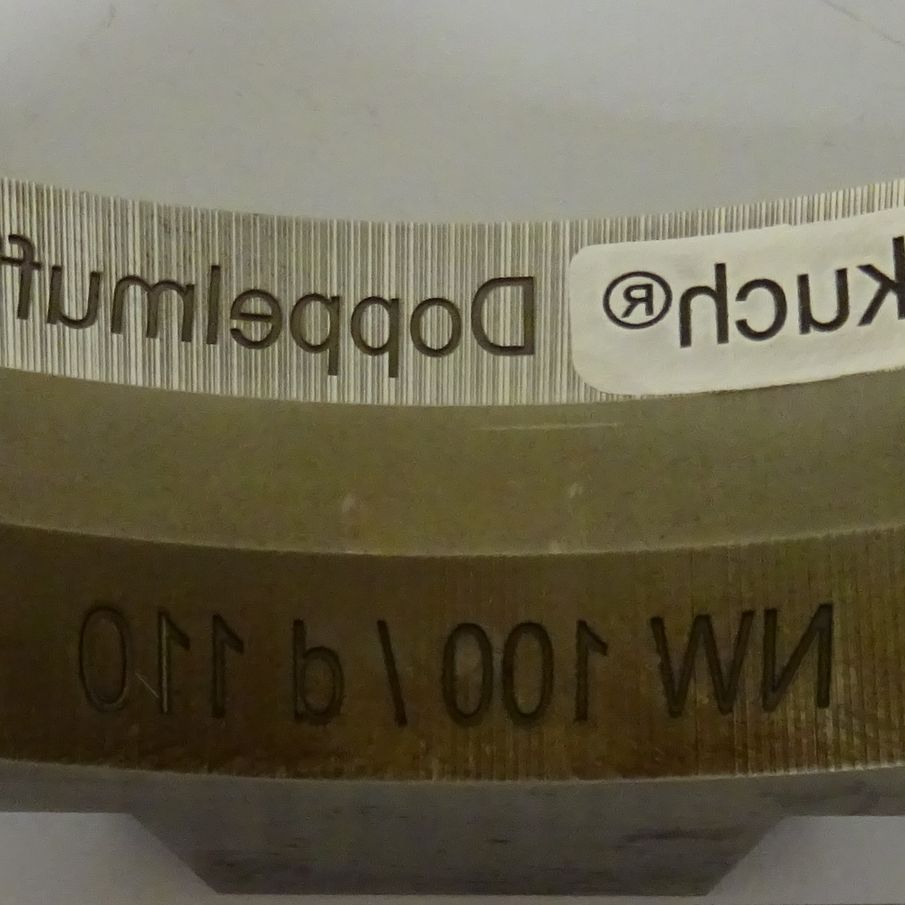 kuch® Doppelmuf
NW 100 / d 110